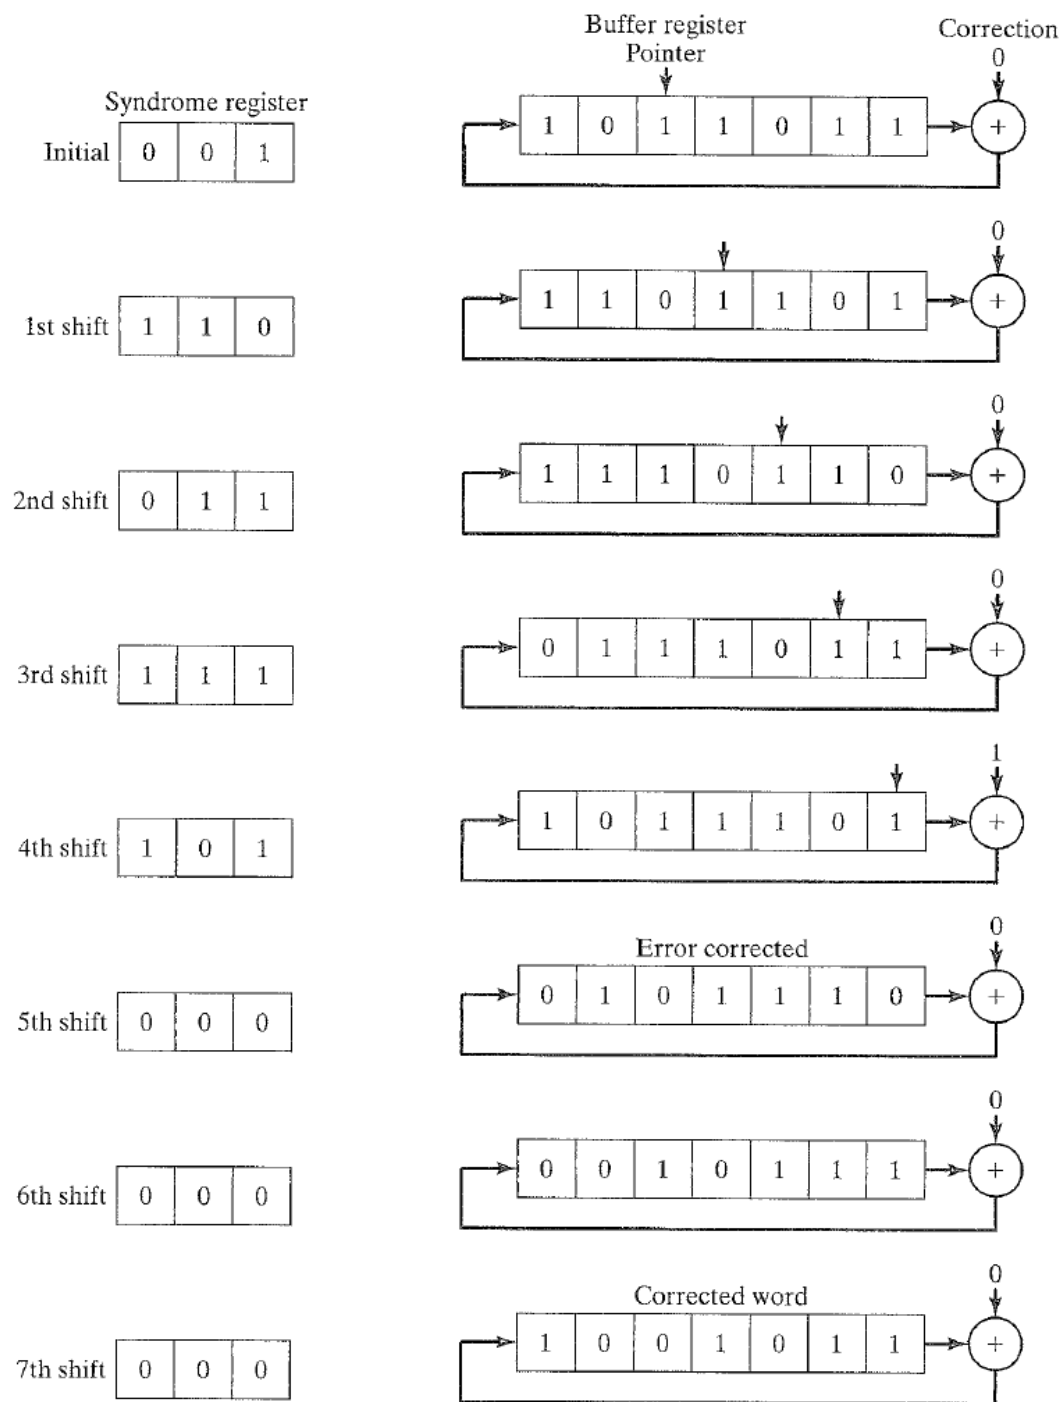 Buffer register Correction
Pointer 0
Syndrome register
Initial 0 0 1 1 0 1 1 0 1 1 +
0
1st shift 1 1 0 1 1 0 1 1 0 1 +
0
2nd shift 0 1 1 1 1 1 0 1 1 0 +
0
3rd shift 1 1 1 0 1 1 1 0 1 1 +
1
4th shift 1 0 1 1 0 1 1 1 0 1 +
0
Error corrected
5th shift 0 0 0 0 1 0 1 1 1 0 +
0
6th shift 0 0 0 0 0 1 0 1 1 1 +
0
Corrected word
7th shift 0 0 0 1 0 0 1 0 1 1 +